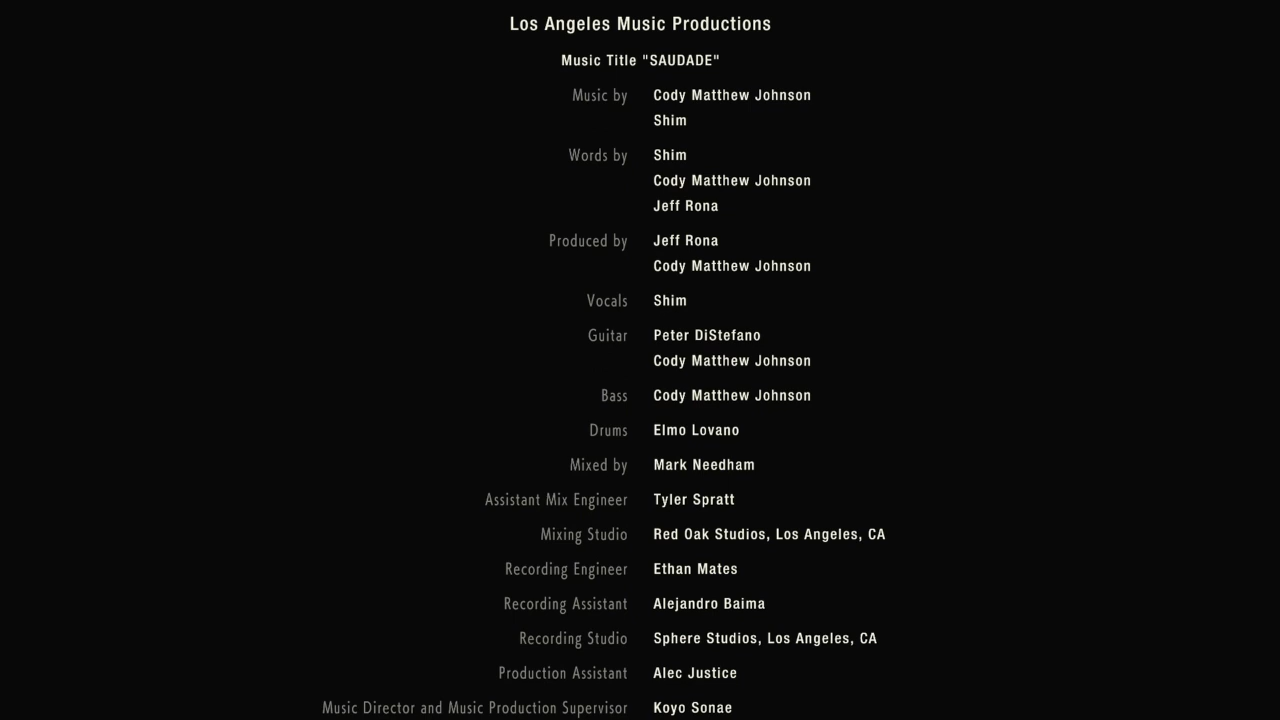 Los Angeles Music Productions
Music Title "SAUDADE"
Music by Cody Matthew Johnson
Shim
Words by Shim
Cody Matthew Johnson
Jeff Rona
Produced by Jeff Rona
Cody Matthew Johnson
Vocals Shim
Guitar Peter DiStefano
Cody Matthew Johnson
Bass Cody Matthew Johnson
Drums Elmo Lovano
Mixed by Mark Needham
Assistant Mix Engineer Tyler Spratt
Mixing Studio Red Oak Studios, Los Angeles, CA
Recording Engineer Ethan Mates
Recording Assistant Alejandro Baima
Recording Studio Sphere Studios, Los Angeles, CA
Production Assistant Alec Justice
Music Director and Music Production Supervisor Koyo Sonae